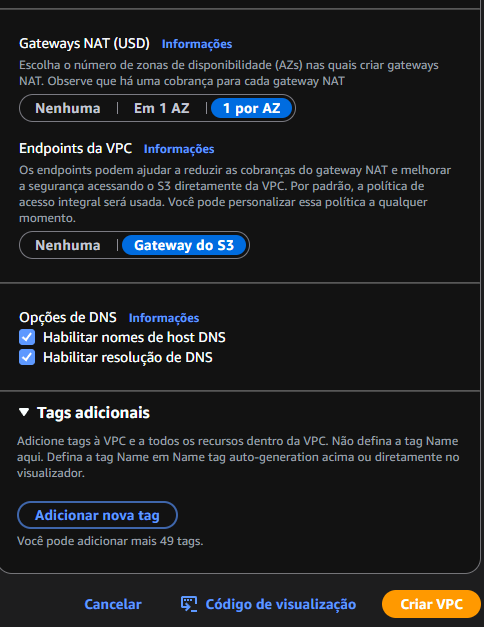 Gateways NAT (USD) Informações
Escolha o número de zonas de disponibilidade (AZs) nas quais criar gateways
NAT. Observe que há uma cobrança para cada gateway NAT
Nenhuma Em 1 AZ 1 por AZ
Endpoints da VPC Informações
Os endpoints podem ajudar a reduzir as cobranças do gateway NAT e melhorar
a segurança acessando o S3 diretamente da VPC. Por padrão, a política de
acesso integral será usada. Você pode personalizar essa política a qualquer
momento.
Nenhuma Gateway do S3
Opções de DNS Informações
Habilitar nomes de host DNS
Habilitar resolução de DNS
Tags adicionais
Adicione tags à VPC e a todos os recursos dentro da VPC. Não defina a tag Name
aqui. Defina a tag Name em Name tag auto-generation acima ou diretamente no
visualizador.
Adicionar nova tag
Você pode adicionar mais 49 tags.
Cancelar Código de visualização Criar VPC